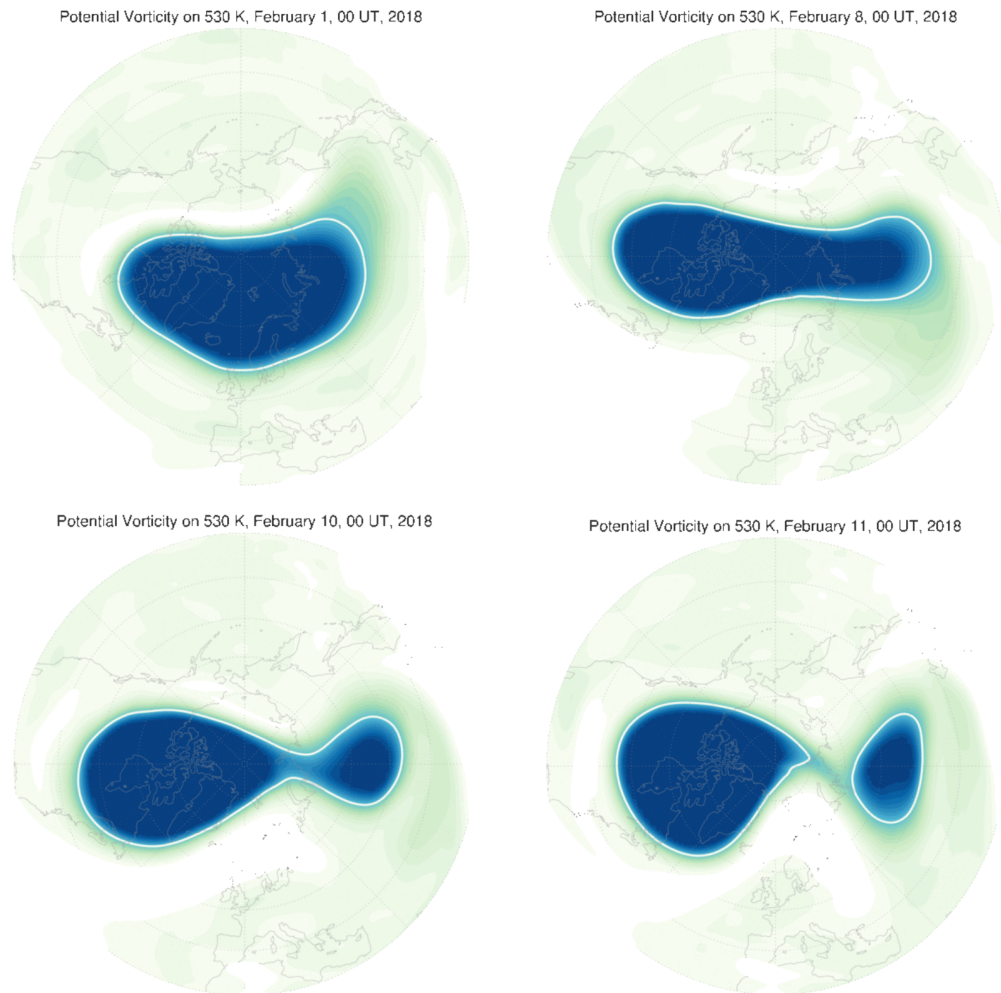 Potential Vorticity on 530 K, February 1, 00 UT, 2018
Potential Vorticity on 530 K, February 8, 00 UT, 2018
Potential Vorticity on 530 K, February 10, 00 UT, 2018
Potential Vorticity on 530 K, February 11, 00 UT, 2018